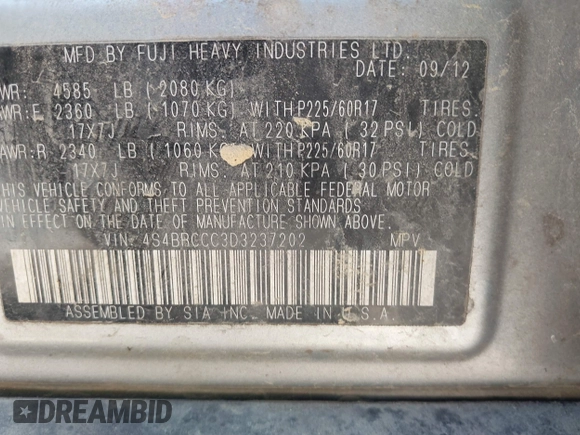 MFD BY FUJI HEAVY INDUSTRIES LTD.
DATE: 09/12
WR: 4585 LB ( 2080 KG)
AWR:F 2360 LB ( 1070 KG) WITH P225/60R17 TIRES.
17X7J RIMS. AT 220 KPA ( 32 PSI) COLD
AWR:R 2340 LB ( 1060 KG) WITH P225/60R17 TIRES.
17X7J RIMS. AT 210 KPA ( 30 PSI) COLD
THIS VEHICLE CONFORMS TO ALL APPLICABLE FEDERAL MOTOR
VEHICLE SAFETY AND THEFT PREVENTION STANDARDS
IN EFFECT ON THE DATE OF MANUFACTURE SHOWN ABOVE.
VIN: 4S4BRCCC3D3237202 MPV
ASSEMBLED BY SIA INC. MADE IN U.S.A.
DREAMBID